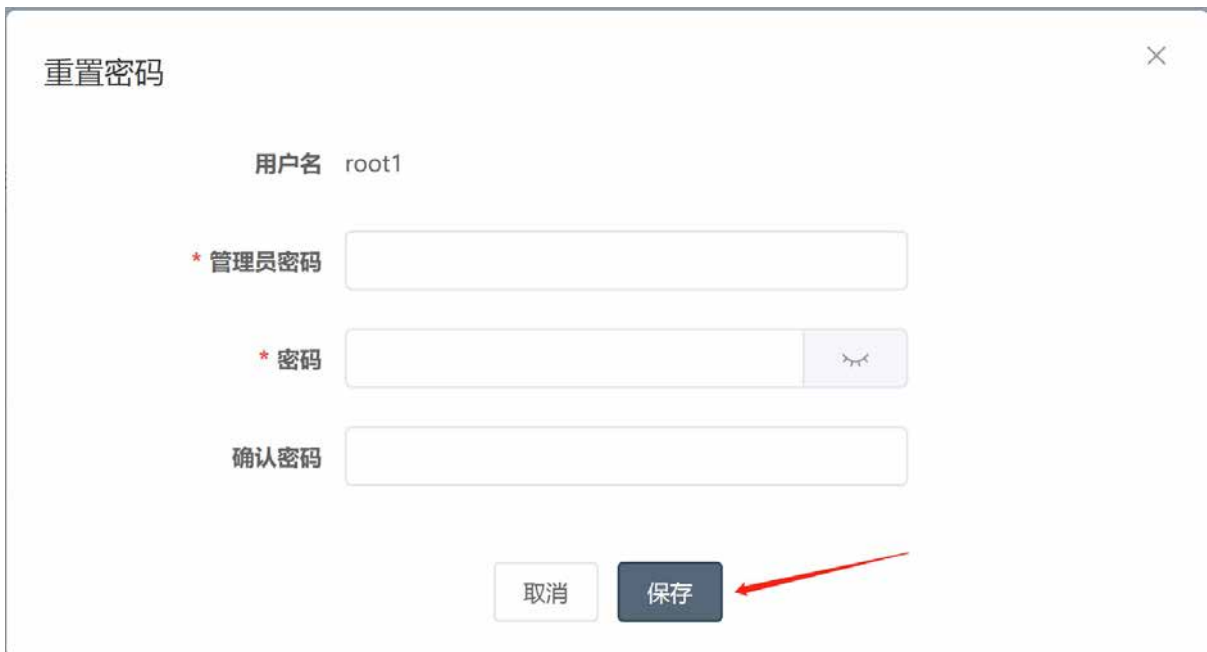 重置密码
用户名 root1
* 管理员密码
* 密码
确认密码
取消 保存